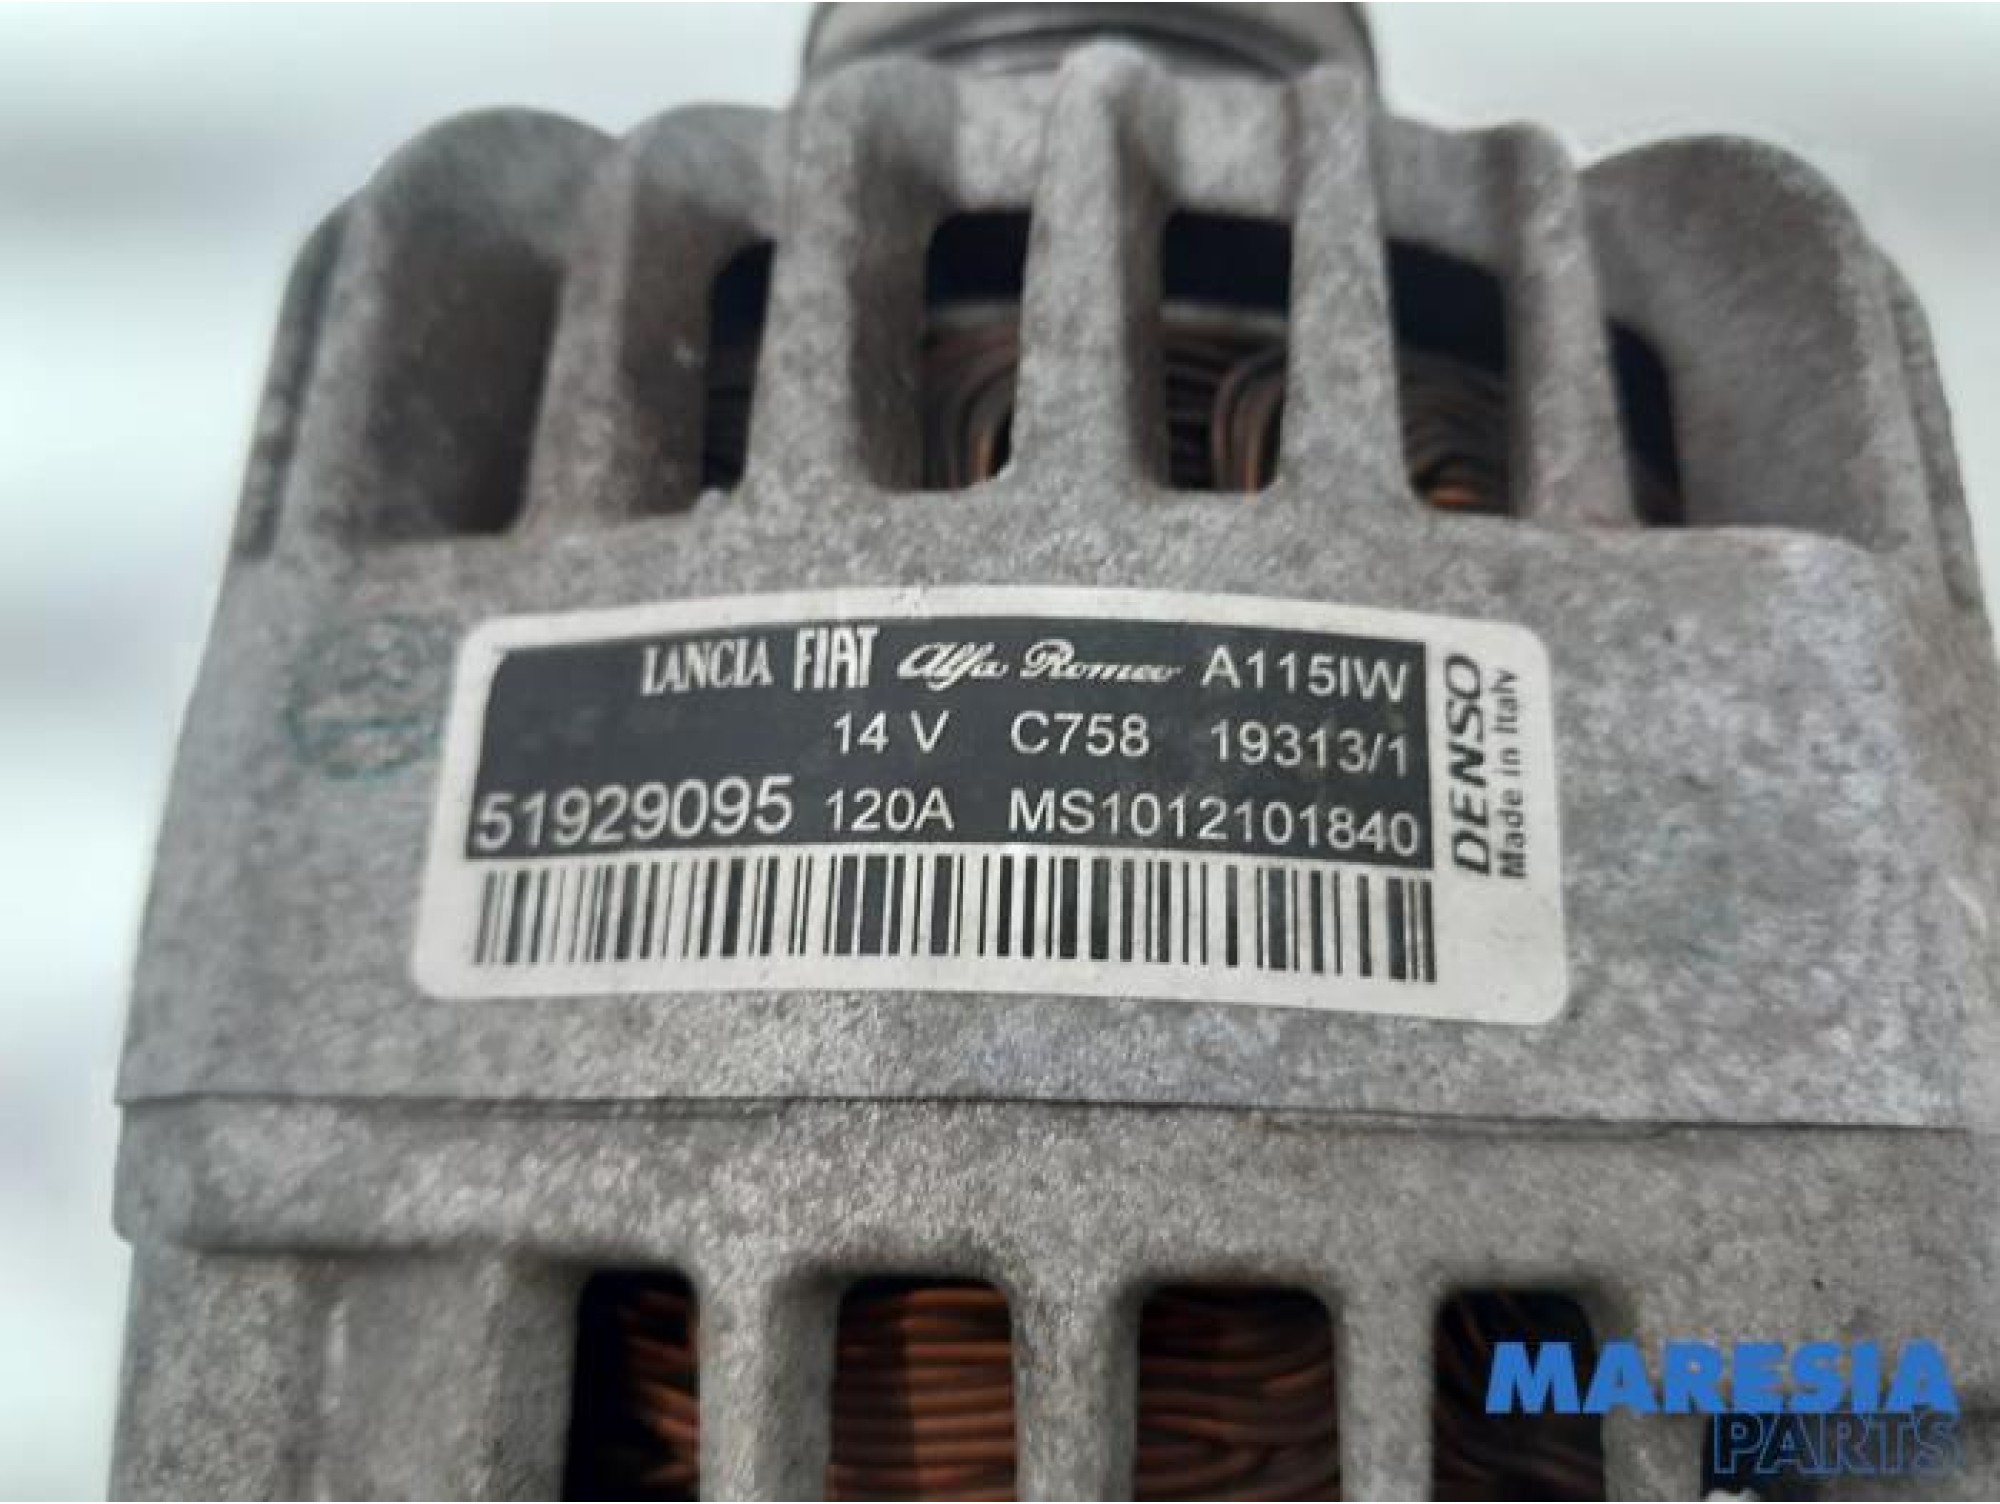 LANCIA FIAT Alfa Romeo A115IW
14 V C758 19313/1
51929095 120A MS1012101840
DENSO
Made in Italy
MARESIA
PARTS